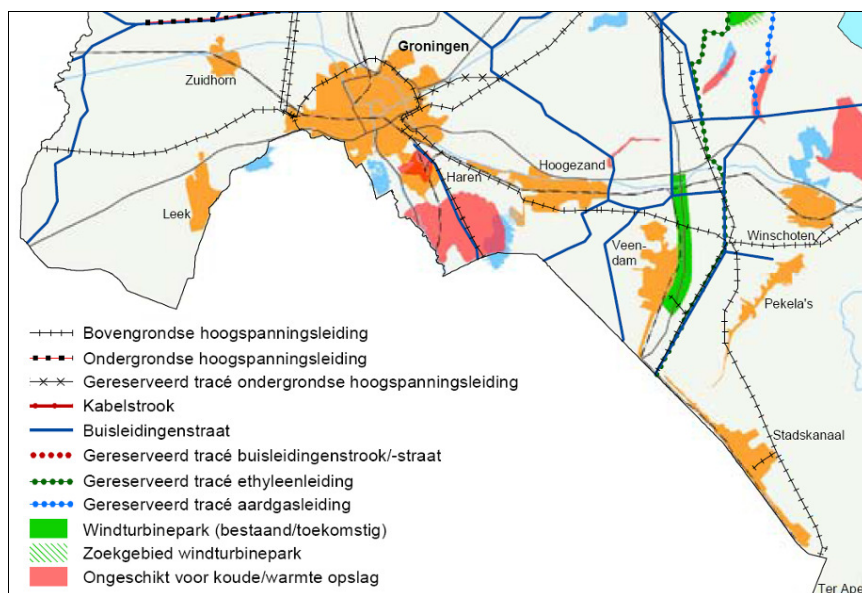 Groningen
Zuidhorn
Hoogezand
Haren
Leek
Winschoten
Veen-
dam
Pekela's
Stadskanaal
Ter Ape
Bovengrondse hoogspanningsleiding
Ondergrondse hoogspanningsleiding
Gereserveerd tracé ondergrondse hoogspanningsleiding
Kabelstrook
Buisleidingenstraat
Gereserveerd tracé buisleidingenstrook/-straat
Gereserveerd tracé ethyleenleiding
Gereserveerd tracé aardgasleiding
Windturbinepark (bestaand/toekomstig)
Zoekgebied windturbinepark
Ongeschikt voor koude/warmte opslag